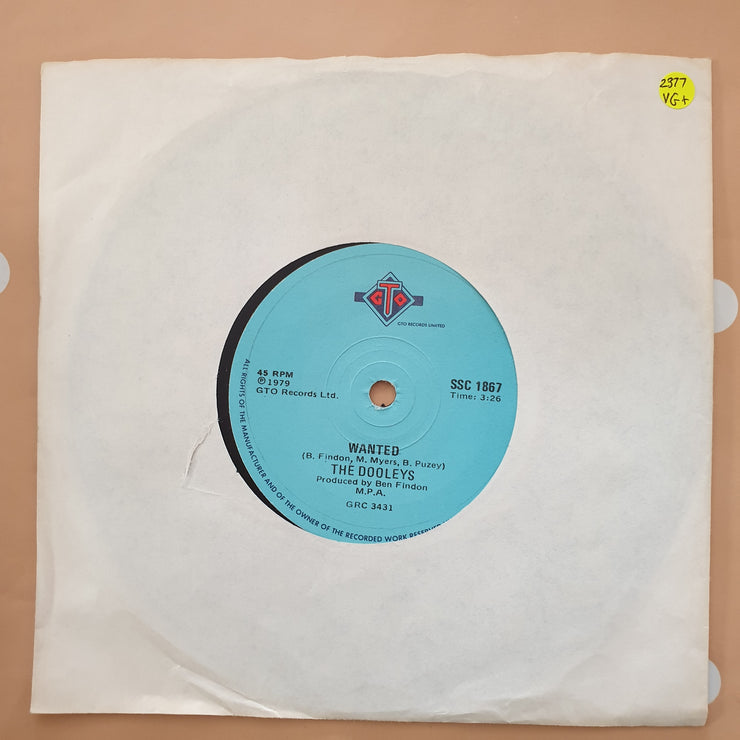 2377
VG+
GTO
GTO RECORDS LIMITED
45 RPM
℗ 1979
GTO Records Ltd.
SSC 1867
Time: 3:26
WANTED
(B. Findon, M. Myers, B. Puzey)
THE DOOLEYS
Produced by Ben Findon
M.P.A.
GRC 3431
ALL RIGHTS OF THE MANUFACTURER AND OF THE OWNER OF THE RECORDED WORK RESERVED